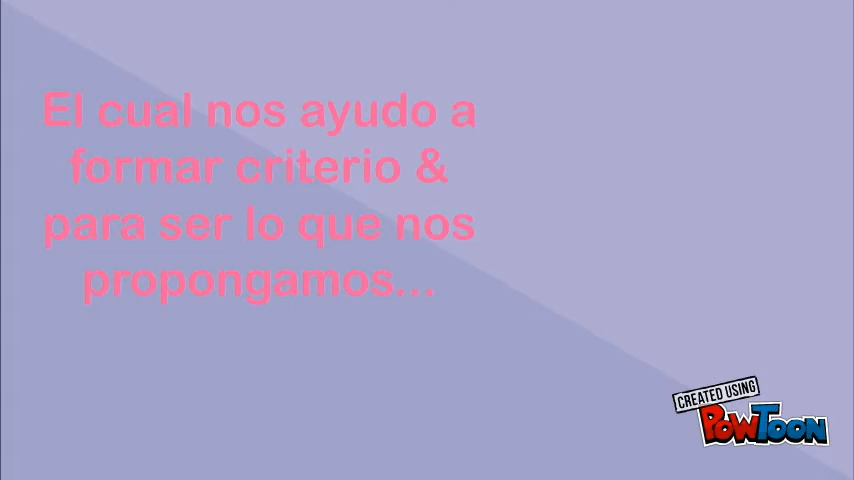 El cual nos ayudo a
formar criterio &
para ser lo que nos
propongamos...
CREATED USING
POWTOON